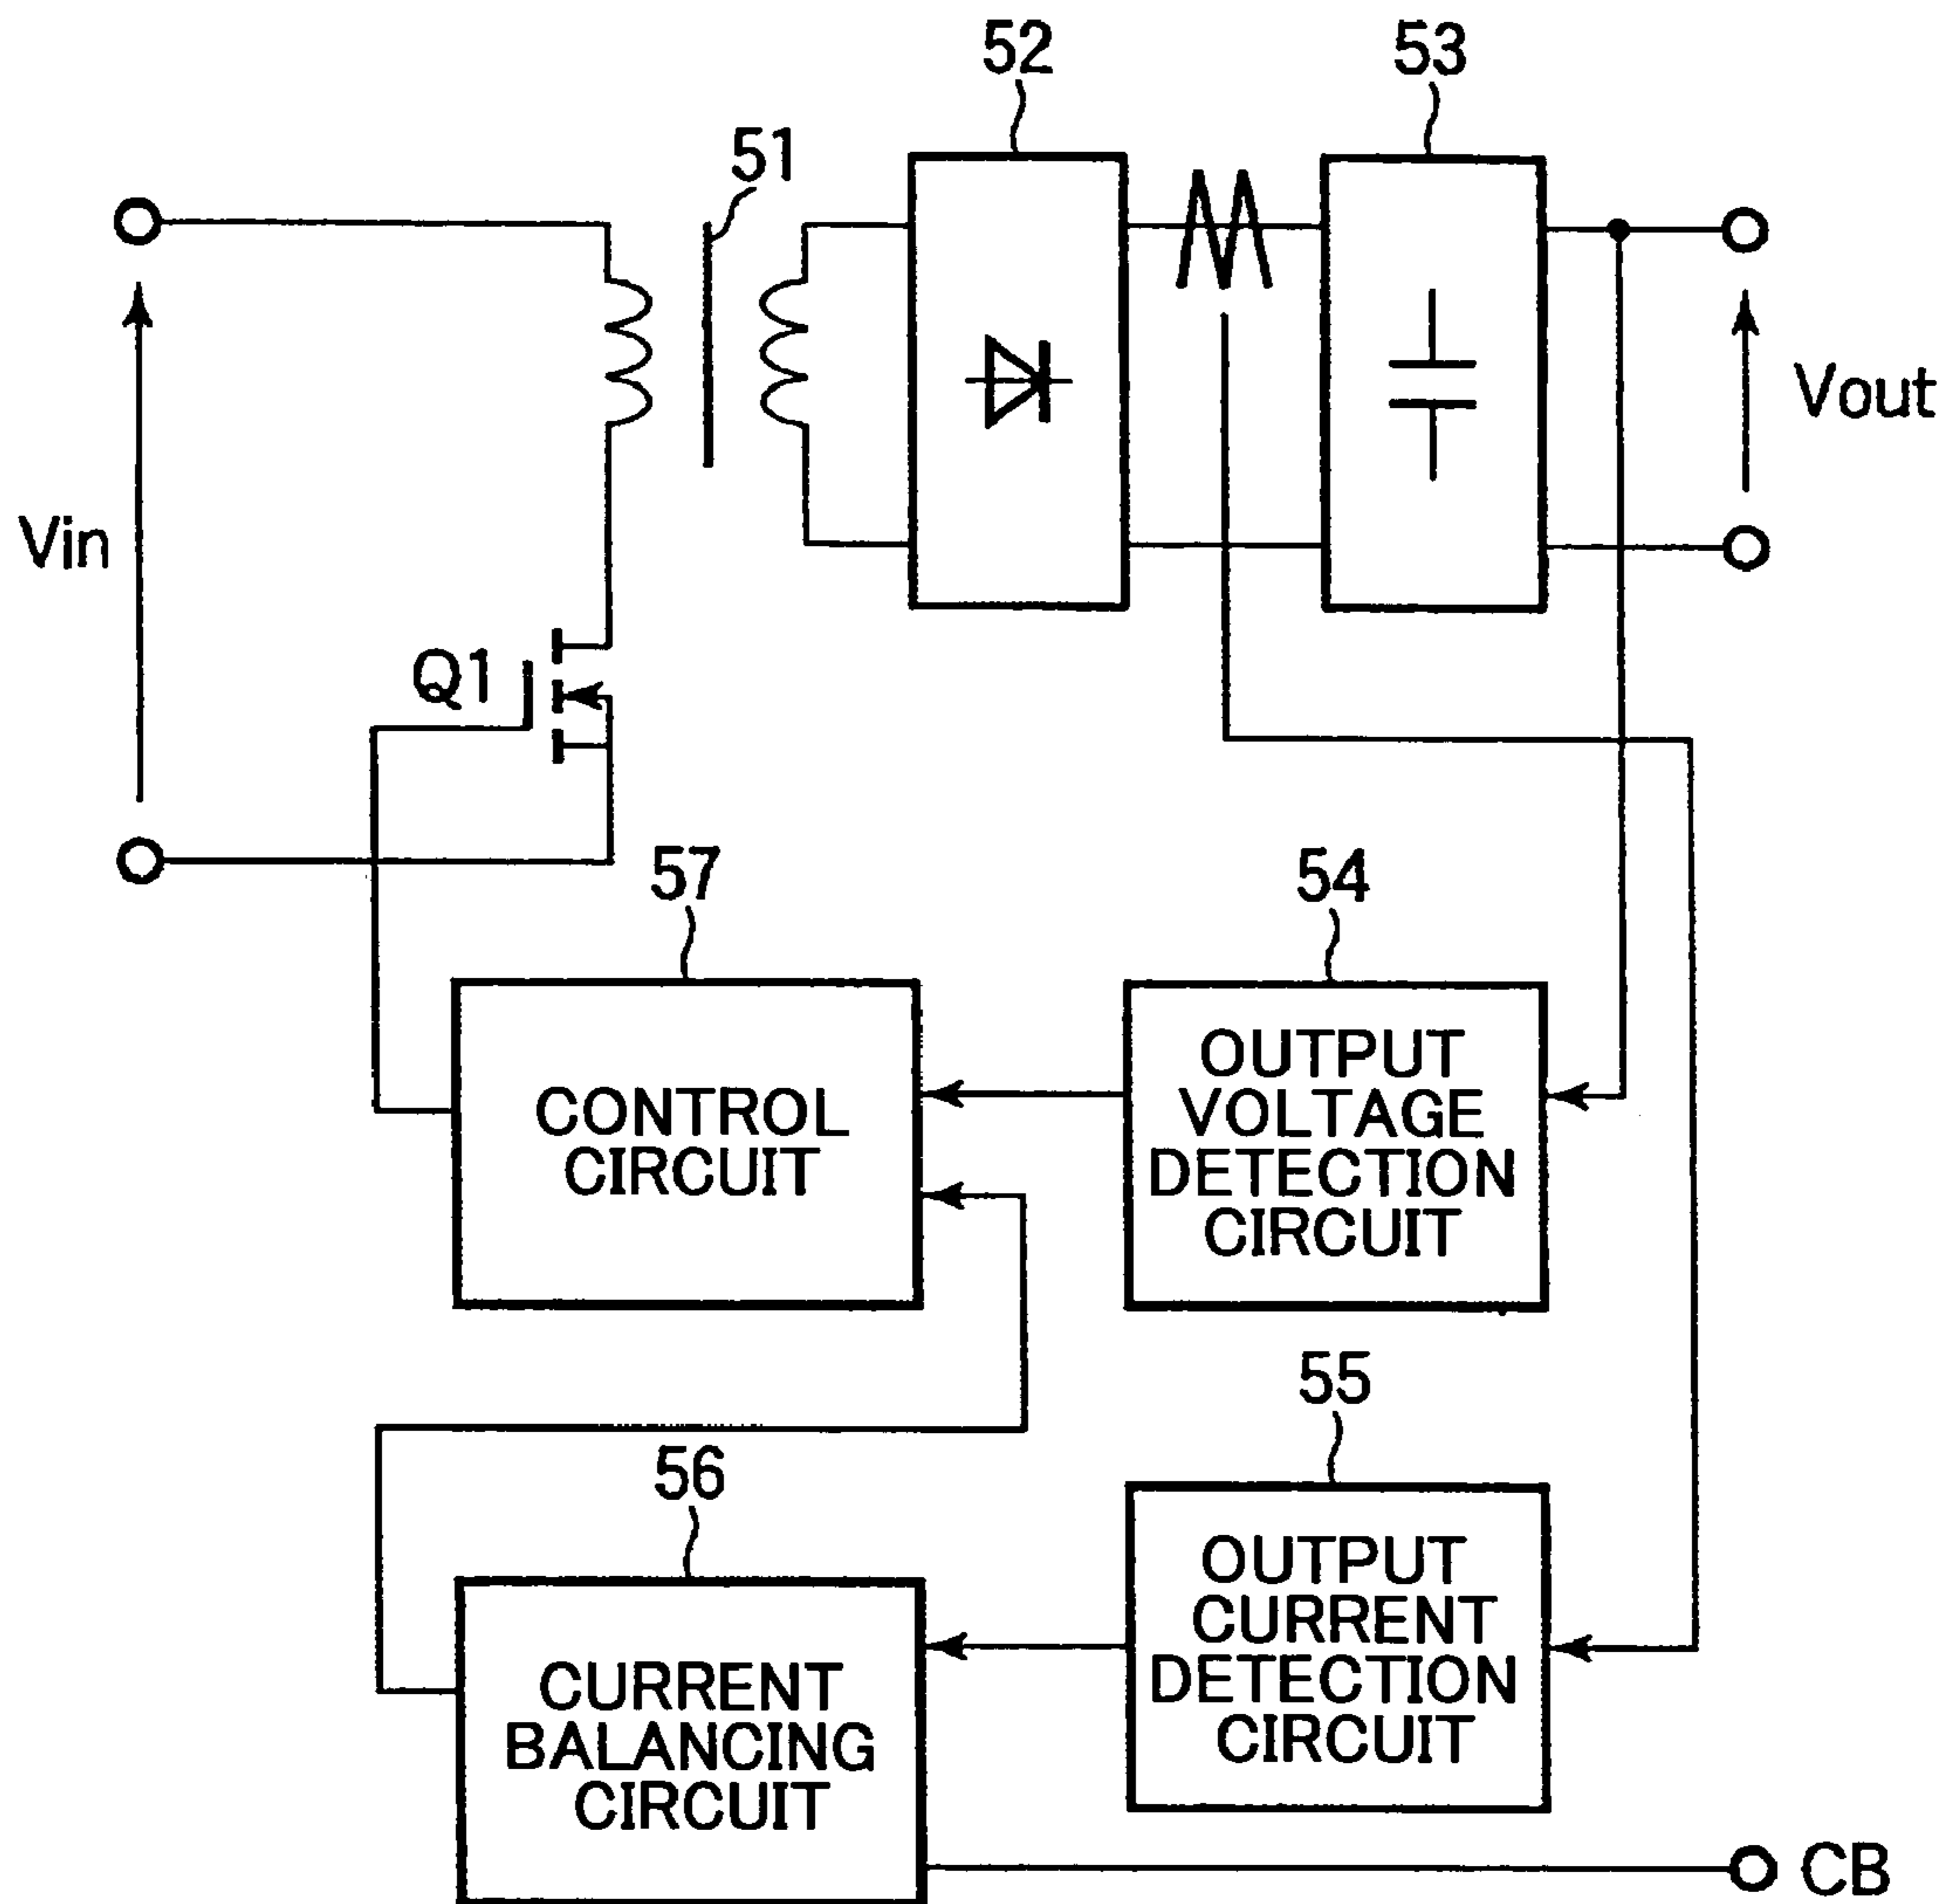 52
53
51
Vin
Vout
Q1
57
54
CONTROL
CIRCUIT
OUTPUT
VOLTAGE
DETECTION
CIRCUIT
55
56
OUTPUT
CURRENT
DETECTION
CIRCUIT
CURRENT
BALANCING
CIRCUIT
CB